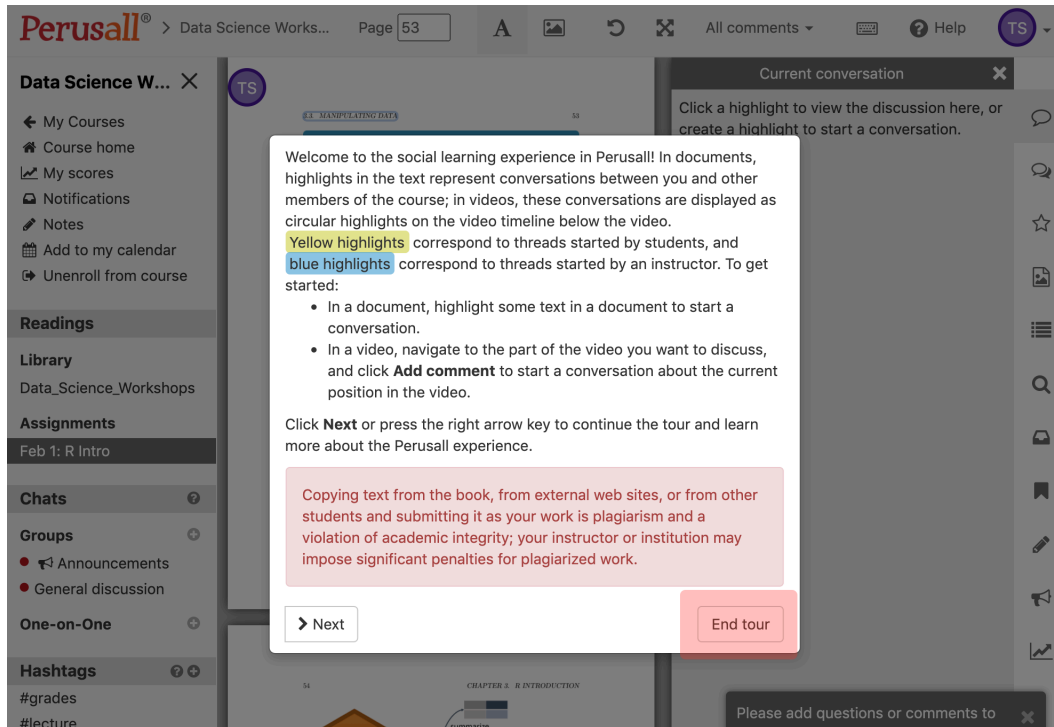 Perusall® > Data Science Works... Page 53 A All comments Help TS
Data Science W...
My Courses
Course home
My scores
Notifications
Notes
Add to my calendar
Unenroll from course
Readings
Library
Data_Science_Workshops
Assignments
Feb 1: R Intro
Chats
Groups
Announcements
General discussion
One-on-One
Hashtags
#grades
#lecture
TS
3.3. MANIPULATING DATA 53
Welcome to the social learning experience in Perusall! In documents,
highlights in the text represent conversations between you and other
members of the course; in videos, these conversations are displayed as
circular highlights on the video timeline below the video.
Yellow highlights correspond to threads started by students, and
blue highlights correspond to threads started by an instructor. To get
started:
• In a document, highlight some text in a document to start a
conversation.
• In a video, navigate to the part of the video you want to discuss,
and click Add comment to start a conversation about the current
position in the video.
Click Next or press the right arrow key to continue the tour and learn
more about the Perusall experience.
Copying text from the book, from external web sites, or from other
students and submitting it as your work is plagiarism and a
violation of academic integrity; your instructor or institution may
impose significant penalties for plagiarized work.
Next End tour
54 CHAPTER 3. R INTRODUCTION
summarize
Current conversation
Click a highlight to view the discussion here, or
create a highlight to start a conversation.
Please add questions or comments to